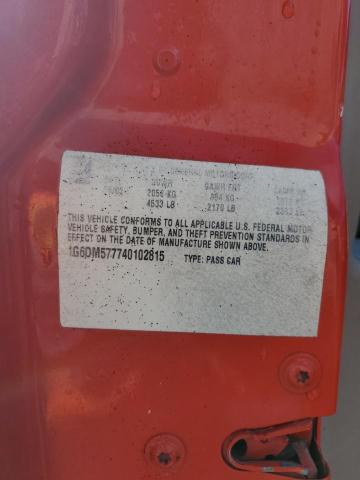 GENERAL MOTORS CORP
GVWR GAWR FRT
2056 KG
4533 LB 2170 LB
THIS VEHICLE CONFORMS TO ALL APPLICABLE U.S. FEDERAL MOTOR
VEHICLE SAFETY, BUMPER, AND THEFT PREVENTION STANDARDS IN
EFFECT ON THE DATE OF MANUFACTURE SHOWN ABOVE.
1G6DM577740102815 TYPE: PASS CAR